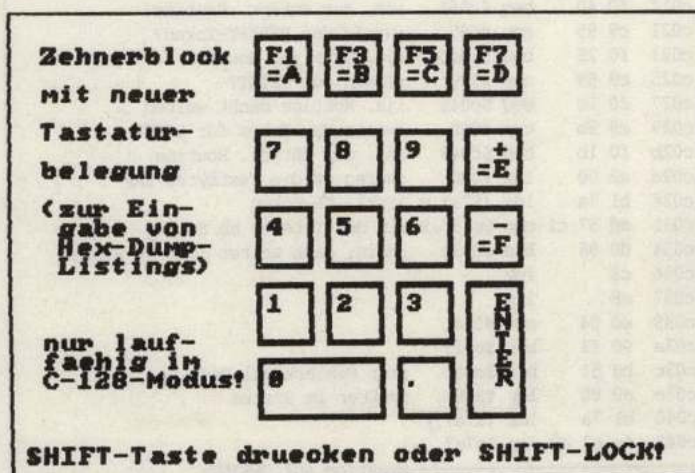 Zehnerblock
mit neuer
Tastatur-
belegung
(zur Ein-
gabe von
Hex-Dump-
Listings)
nur lauf-
faehig im
C-128-Modus!
F1 F3 F5 F7
=A =B =C =D
7 8 9 +
=E
4 5 6 -
=F
1 2 3 ENTER
0 .
SHIFT-Taste druecken oder SHIFT-LOCK!